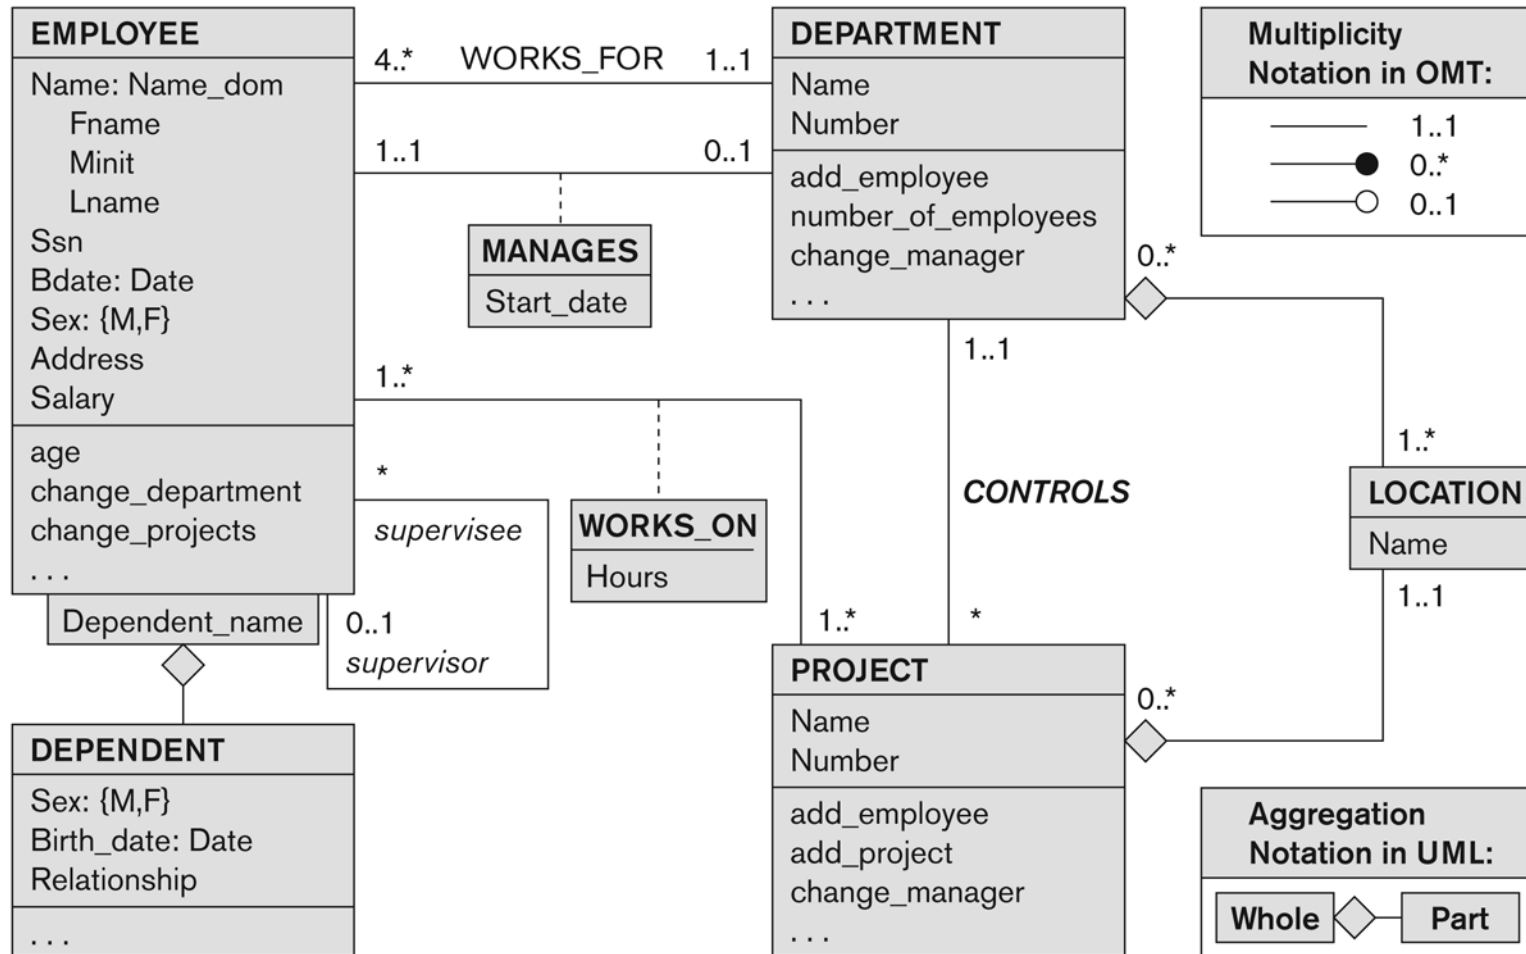 EMPLOYEE
Name: Name_dom
Fname
Minit
Lname
Ssn
Bdate: Date
Sex: {M,F}
Address
Salary
age
change_department
change_projects
. . .
Dependent_name
DEPENDENT
Sex: {M,F}
Birth_date: Date
Relationship
. . .
4..* WORKS_FOR 1..1
1..1 0..1
MANAGES
Start_date
1..*
*
supervisee
0..1
supervisor
WORKS_ON
Hours
1..*
DEPARTMENT
Name
Number
add_employee
number_of_employees
change_manager
. . .
0..*
1..1
CONTROLS
*
PROJECT
Name
Number
add_employee
add_project
change_manager
. . .
0..*
1..*
LOCATION
Name
1..1
Multiplicity
Notation in OMT:
1..1
0..*
0..1
Aggregation
Notation in UML:
Whole Part